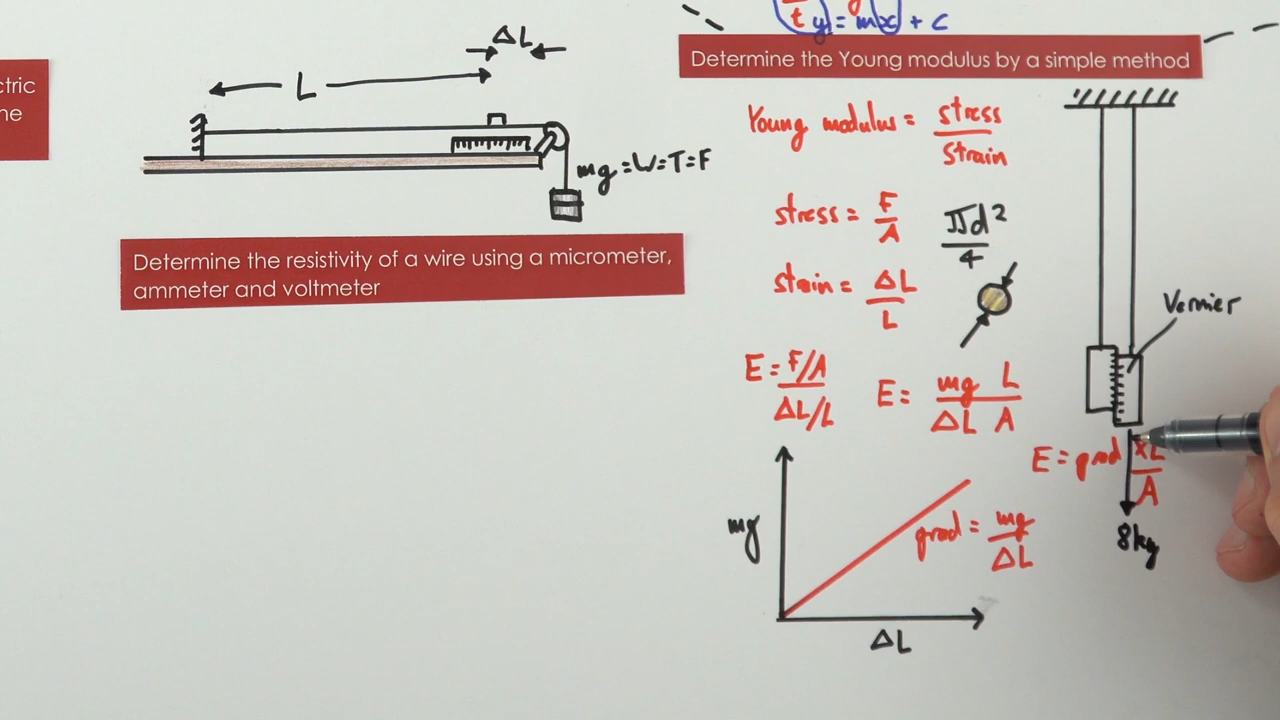 ctric
ne
ΔL
L
mg=W=T=F
Determine the resistivity of a wire using a micrometer,
ammeter and voltmeter
t y = mx + c
Determine the Young modulus by a simple method
Young modulus = stress / strain
stress = F / A
πd² / 4
strain = ΔL / L
Vernier
E = F/A / ΔL/L
E = mg L / ΔL A
E = grad × L / A
8kg
mg
grad = mg / ΔL
ΔL